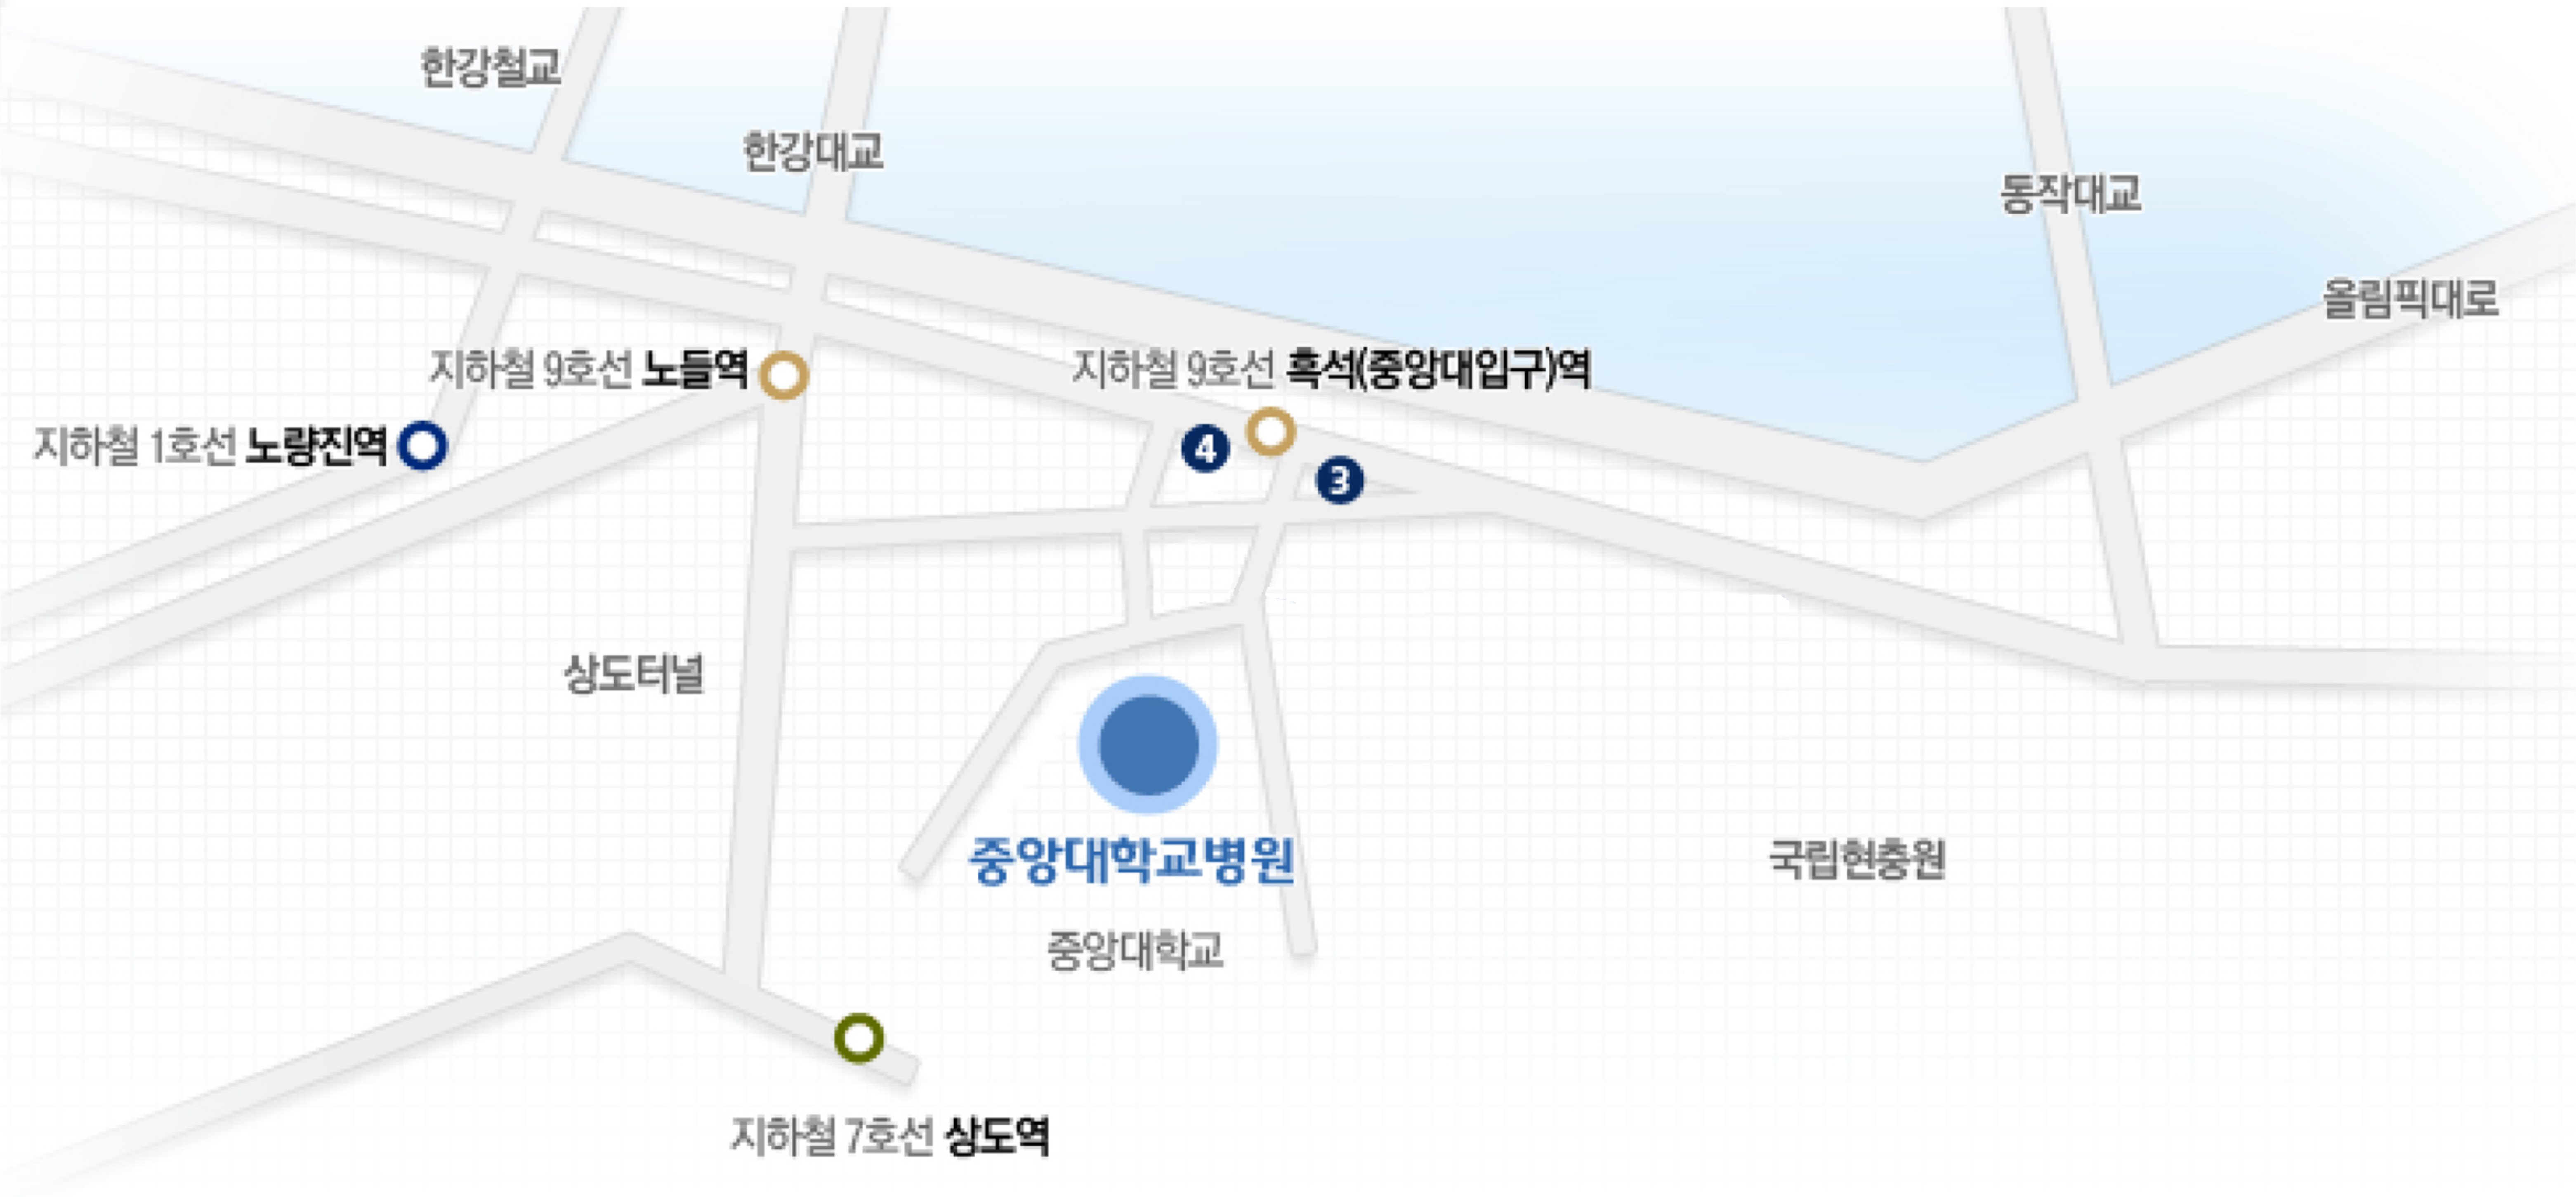 한강철교
한강대교
동작대교
올림픽대로
지하철 9호선 노들역
지하철 9호선 흑석(중앙대입구)역
지하철 1호선 노량진역
4
3
상도터널
중앙대학교병원
국립현충원
중앙대학교
지하철 7호선 상도역